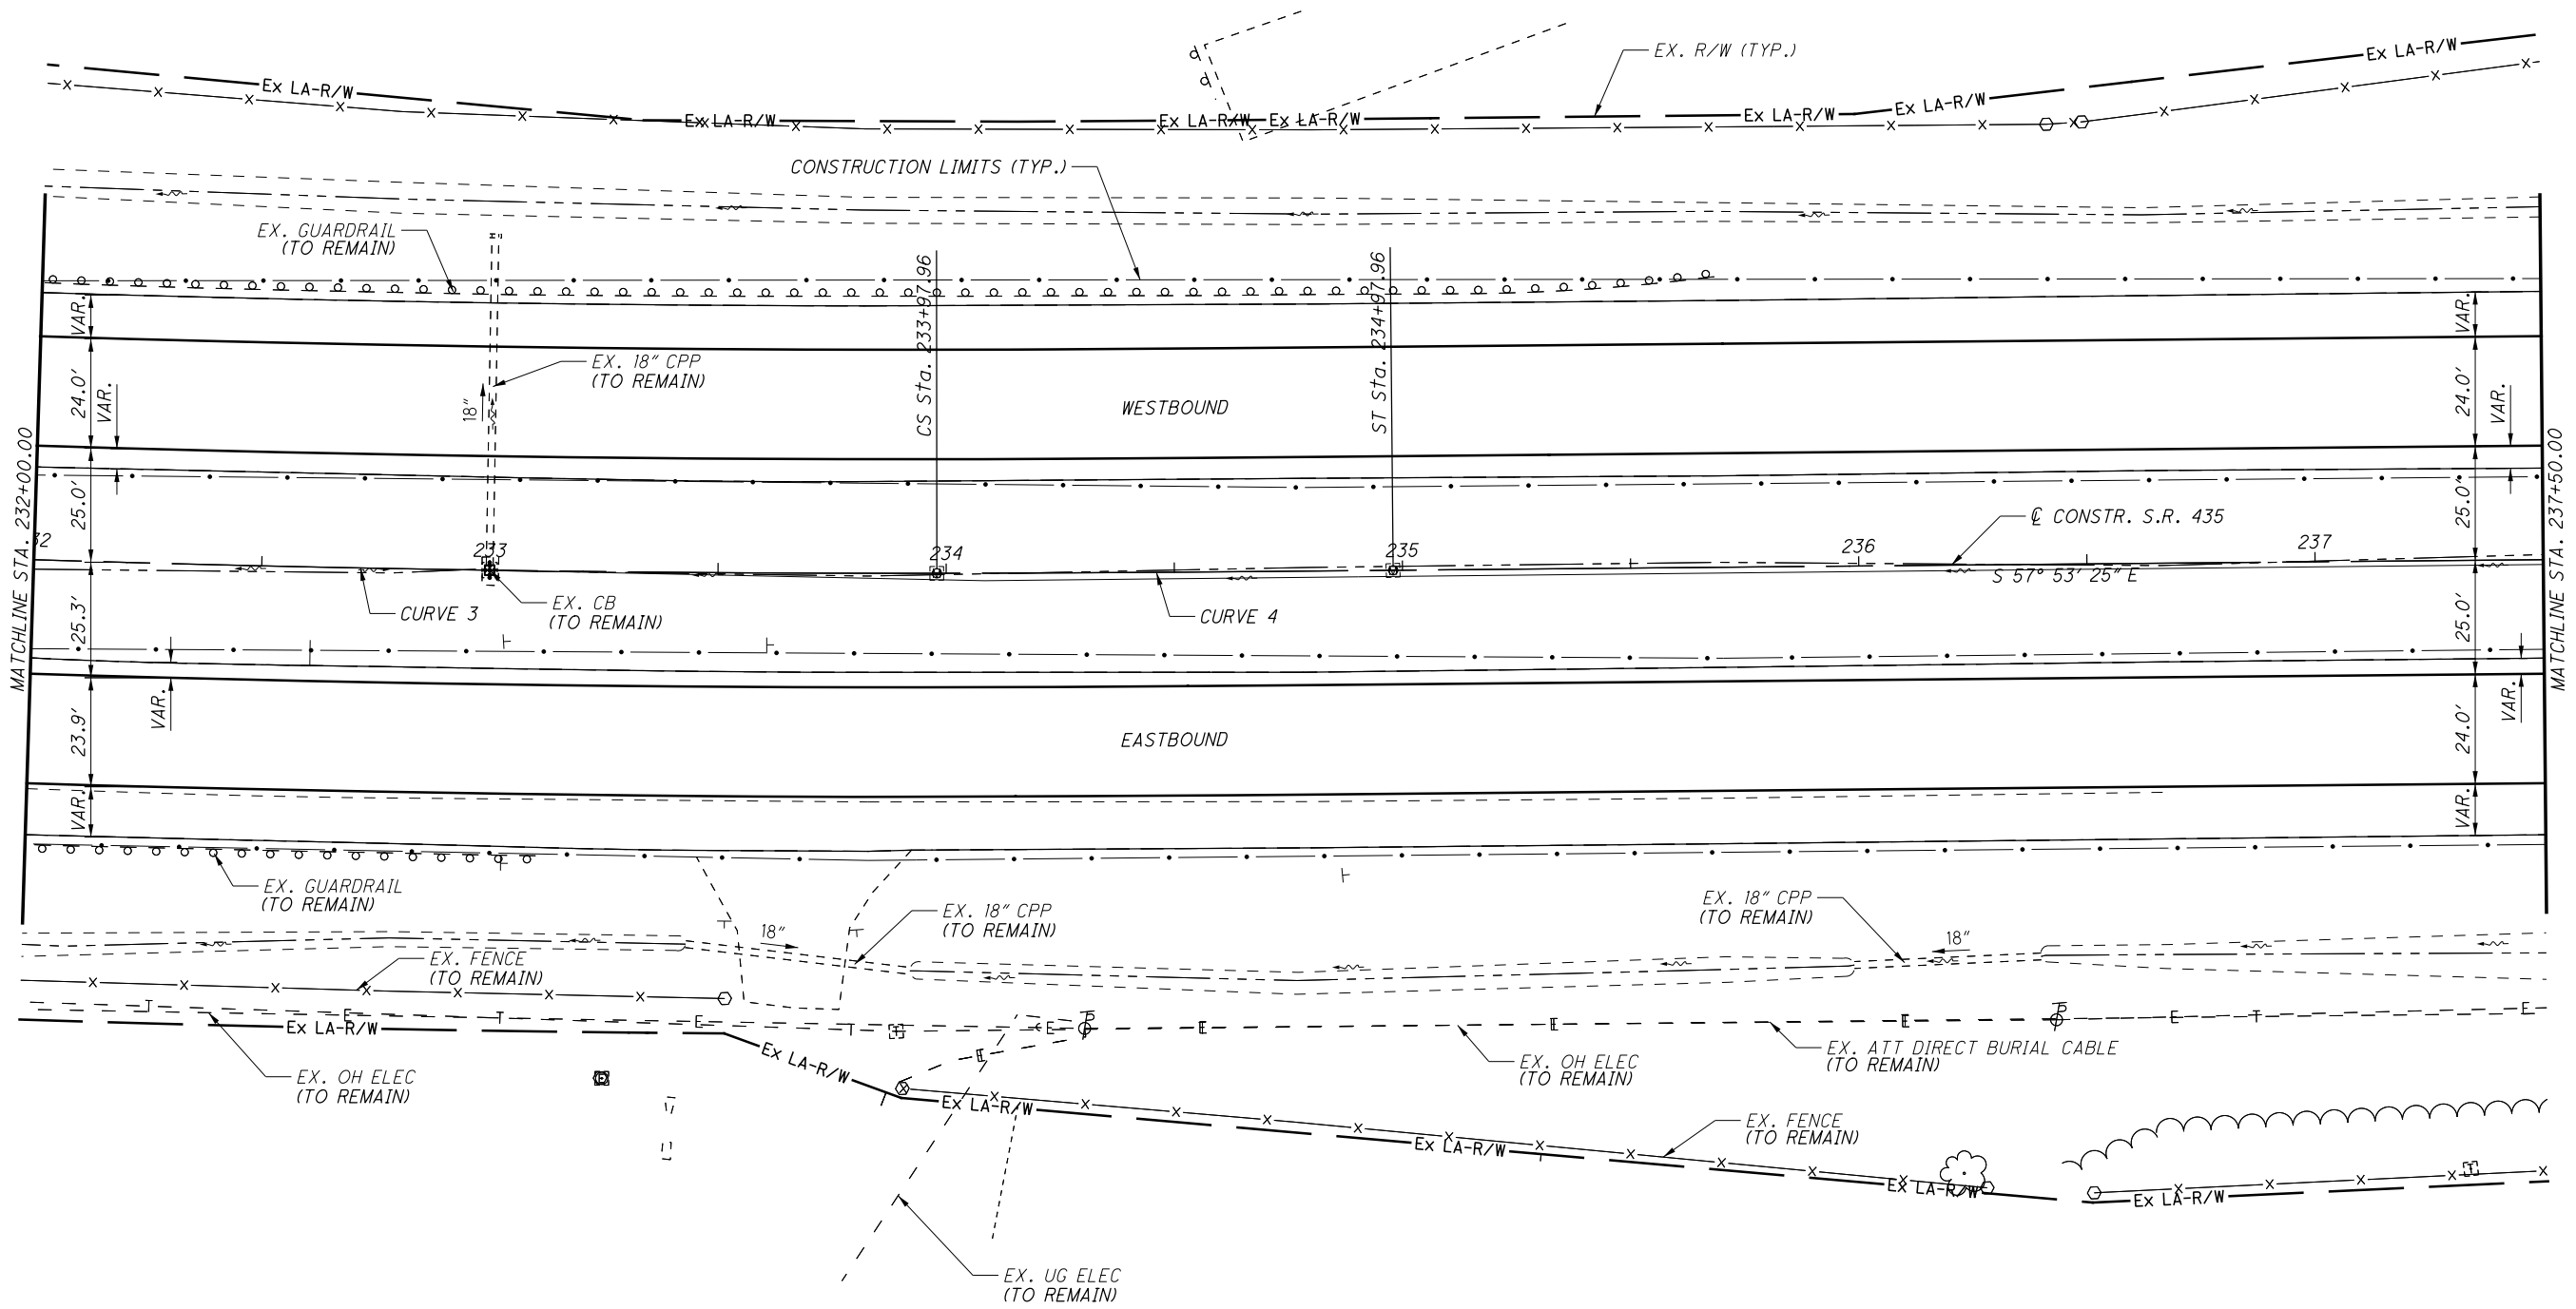 EX. R/W (TYP.)
Ex LA-R/W
Ex LA-R/W
Ex LA-R/W
Ex LA-R/W
Ex LA-R/W
Ex LA-R/W
Ex LA-R/W
CONSTRUCTION LIMITS (TYP.)
EX. GUARDRAIL
(TO REMAIN)
CS Sta. 233+97.96
ST Sta. 234+97.96
VAR.
VAR.
EX. 18" CPP
(TO REMAIN)
18"
24.0'
VAR.
WESTBOUND
24.0'
VAR.
MATCHLINE STA. 232+00.00
MATCHLINE STA. 237+50.00
25.0'
25.0'
℄ CONSTR. S.R. 435
32
233
234
235
236
237
S 57° 53' 25" E
CURVE 3
EX. CB
(TO REMAIN)
CURVE 4
25.3'
25.0'
VAR.
VAR.
23.9'
EASTBOUND
24.0'
VAR.
VAR.
EX. GUARDRAIL
(TO REMAIN)
EX. 18" CPP
(TO REMAIN)
EX. 18" CPP
(TO REMAIN)
18"
18"
EX. FENCE
(TO REMAIN)
Ex LA-R/W
Ex LA-R/W
EX. OH ELEC
(TO REMAIN)
EX. OH ELEC
(TO REMAIN)
EX. ATT DIRECT BURIAL CABLE
(TO REMAIN)
Ex LA-R/W
EX. FENCE
(TO REMAIN)
Ex LA-R/W
Ex LA-R/W
Ex LA-R/W
EX. UG ELEC
(TO REMAIN)